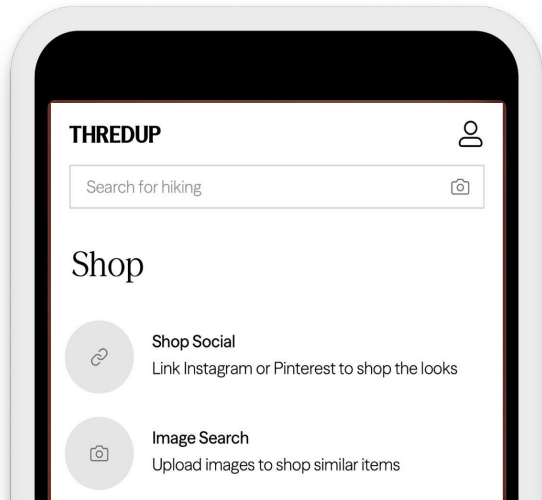 THREDUP
Search for hiking
Shop
Shop Social
Link Instagram or Pinterest to shop the looks
Image Search
Upload images to shop similar items